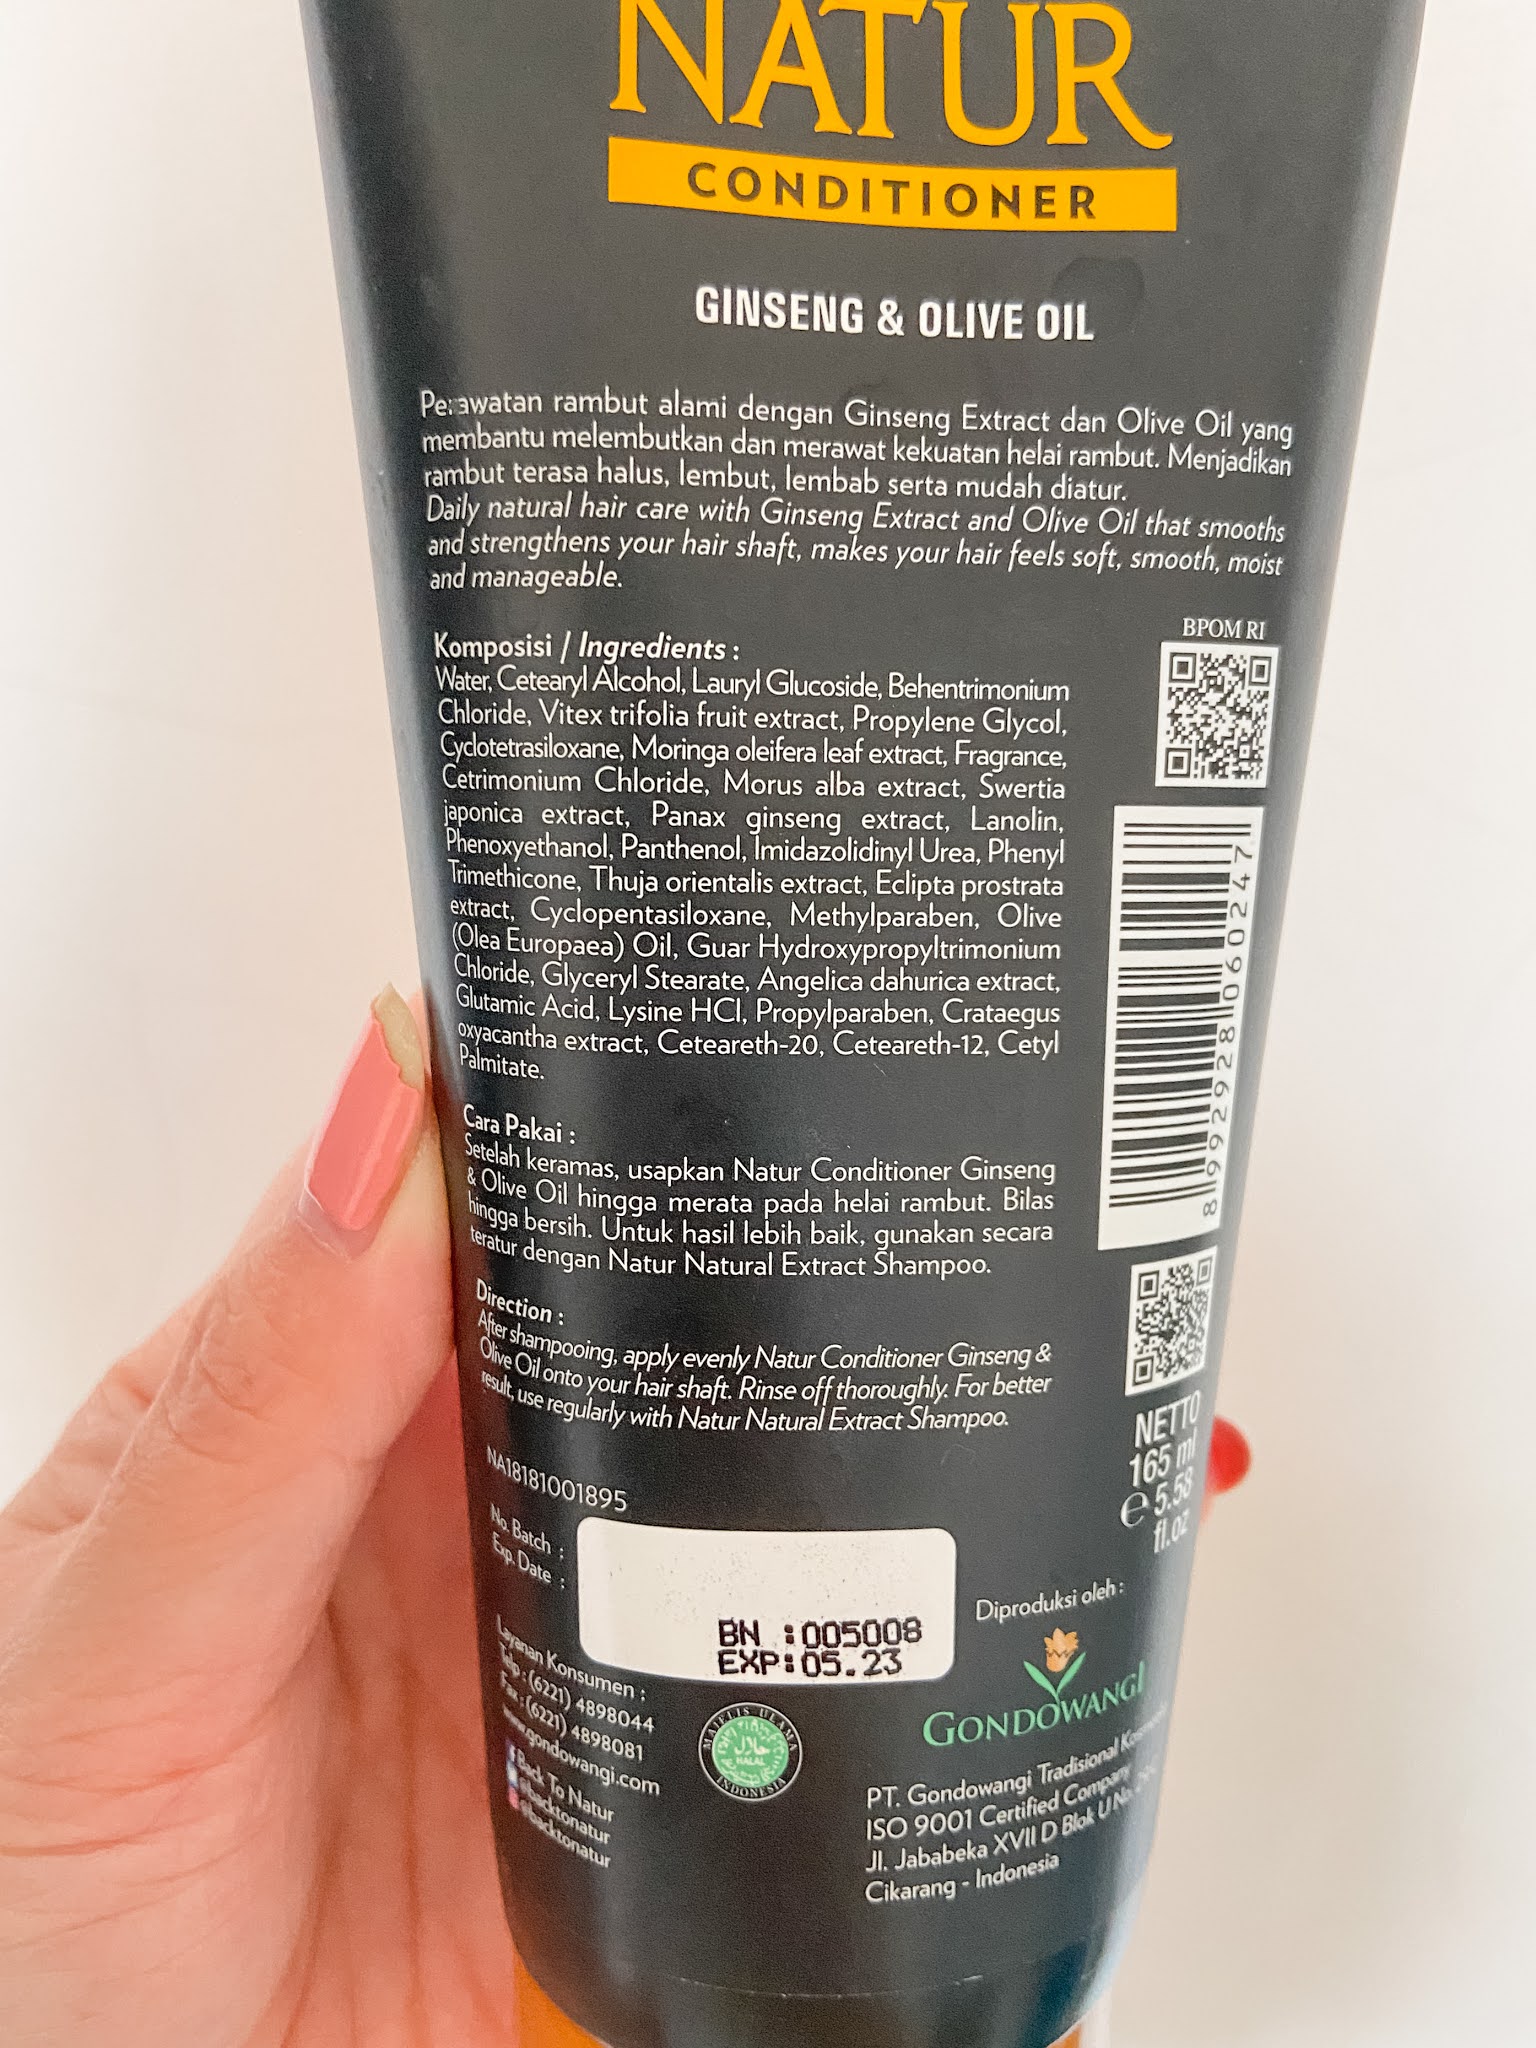 NATUR
CONDITIONER
GINSENG & OLIVE OIL
Perawatan rambut alami dengan Ginseng Extract dan Olive Oil yang
membantu melembutkan dan merawat kekuatan helai rambut. Menjadikan
rambut terasa halus, lembut, lembab serta mudah diatur.
Daily natural hair care with Ginseng Extract and Olive Oil that smooths
and strengthens your hair shaft, makes your hair feels soft, smooth, moist
and manageable.
Komposisi / Ingredients :
Water, Cetearyl Alcohol, Lauryl Glucoside, Behentrimonium
Chloride, Vitex trifolia fruit extract, Propylene Glycol,
Cyclotetrasiloxane, Moringa oleifera leaf extract, Fragrance,
Cetrimonium Chloride, Morus alba extract, Swertia
japonica extract, Panax ginseng extract, Lanolin,
Phenoxyethanol, Panthenol, Imidazolidinyl Urea, Phenyl
Trimethicone, Thuja orientalis extract, Eclipta prostrata
extract, Cyclopentasiloxane, Methylparaben, Olive
(Olea Europaea) Oil, Guar Hydroxypropyltrimonium
Chloride, Glyceryl Stearate, Angelica dahurica extract,
Glutamic Acid, Lysine HCl, Propylparaben, Crataegus
oxyacantha extract, Ceteareth-20, Ceteareth-12, Cetyl
Palmitate.
BPOM RI
8992928060247
Cara Pakai :
Setelah keramas, usapkan Natur Conditioner Ginseng
& Olive Oil hingga merata pada helai rambut. Bilas
hingga bersih. Untuk hasil lebih baik, gunakan secara
teratur dengan Natur Natural Extract Shampoo.
Direction :
After shampooing, apply evenly Natur Conditioner Ginseng &
Olive Oil onto your hair shaft. Rinse off thoroughly. For better
result, use regularly with Natur Natural Extract Shampoo.
NETTO
165 ml
℮ 5.58
fl.oz
NA18181001895
No. Batch :
Exp. Date :
BN :005008
EXP:05.23
Layanan Konsumen :
Telp : (6221) 4898044
Fax : (6221) 4898081
www.gondowangi.com
Back To Natur
@backtonatur
@backtonatur
MAJELIS ULAMA
حلال
HALAL
INDONESIA
Diproduksi oleh :
GONDOWANGI
PT. Gondowangi Tradisional
ISO 9001 Certified Company
Jl. Jababeka XVII D Blok U No.
Cikarang - Indonesia